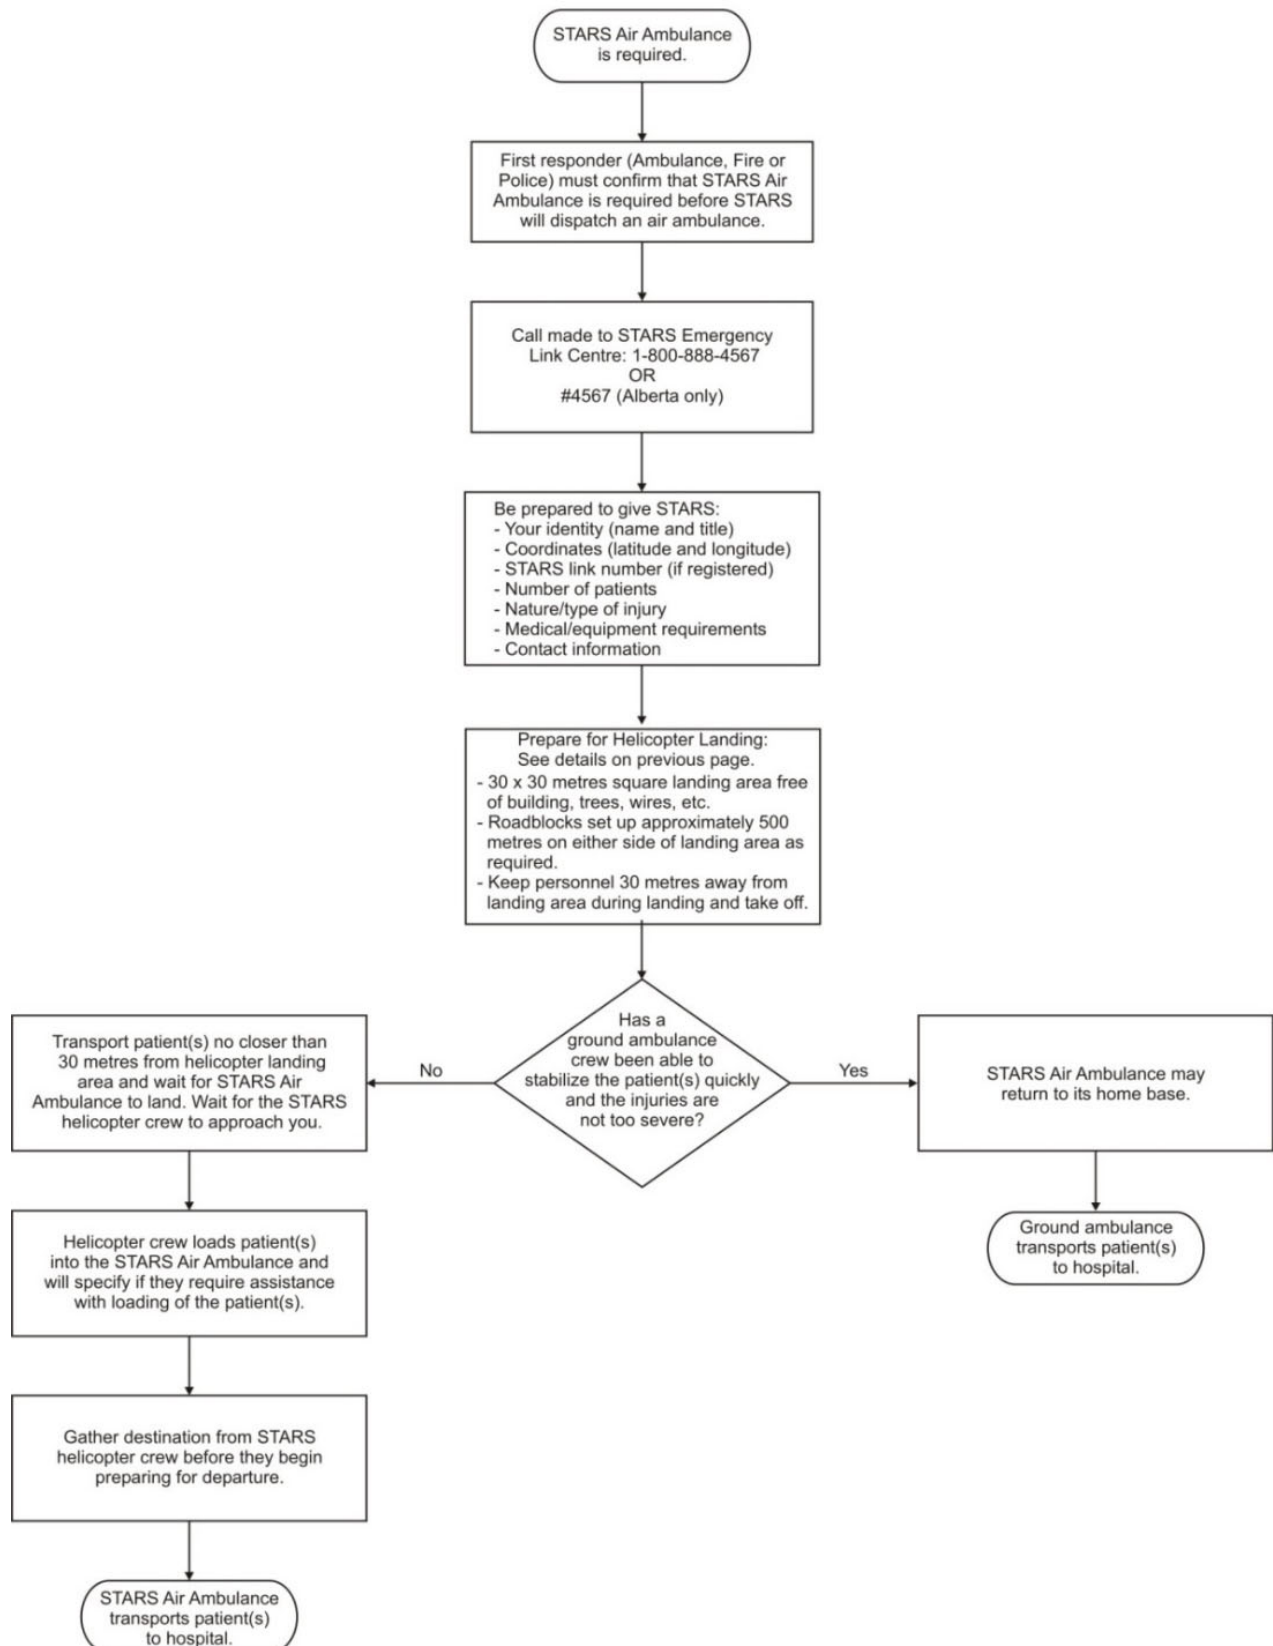 STARS Air Ambulance
is required.
First responder (Ambulance, Fire or
Police) must confirm that STARS Air
Ambulance is required before STARS
will dispatch an air ambulance.
Call made to STARS Emergency
Link Centre: 1-800-888-4567
OR
#4567 (Alberta only)
Be prepared to give STARS:
- Your identity (name and title)
- Coordinates (latitude and longitude)
- STARS link number (if registered)
- Number of patients
- Nature/type of injury
- Medical/equipment requirements
- Contact information
Prepare for Helicopter Landing:
See details on previous page.
- 30 x 30 metres square landing area free
of building, trees, wires, etc.
- Roadblocks set up approximately 500
metres on either side of landing area as
required.
- Keep personnel 30 metres away from
landing area during landing and take off.
Has a
ground ambulance
crew been able to
stabilize the patient(s) quickly
and the injuries are
not too severe?
No
Yes
Transport patient(s) no closer than
30 metres from helicopter landing
area and wait for STARS Air
Ambulance to land. Wait for the STARS
helicopter crew to approach you.
STARS Air Ambulance may
return to its home base.
Helicopter crew loads patient(s)
into the STARS Air Ambulance and
will specify if they require assistance
with loading of the patient(s).
Ground ambulance
transports patient(s)
to hospital.
Gather destination from STARS
helicopter crew before they begin
preparing for departure.
STARS Air Ambulance
transports patient(s)
to hospital.